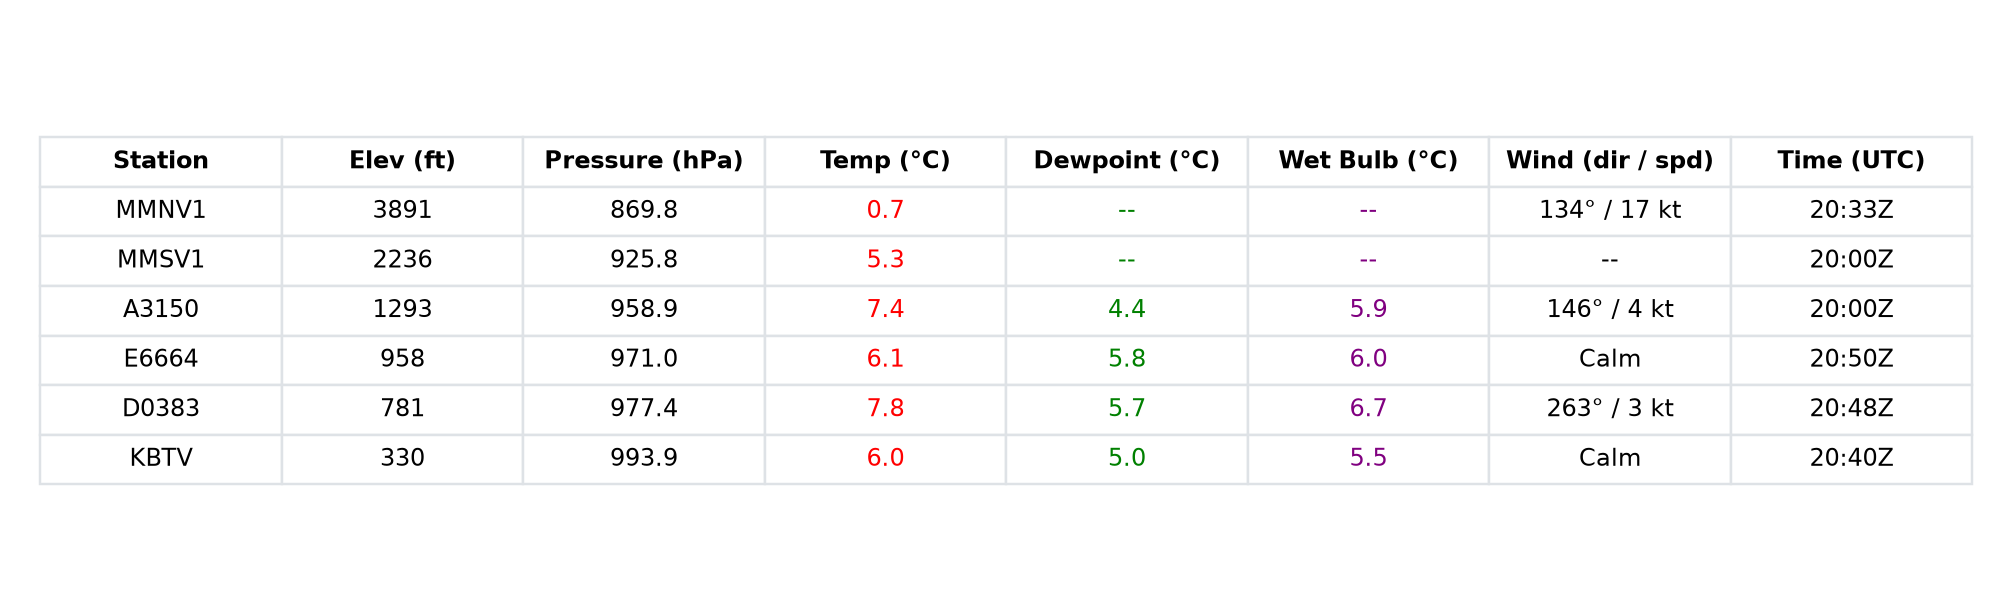 Station Elev (ft) Pressure (hPa) Temp (°C) Dewpoint (°C) Wet Bulb (°C) Wind (dir / spd) Time (UTC)
MMNV1 3891 869.8 0.7 -- -- 134° / 17 kt 20:33Z
MMSV1 2236 925.8 5.3 -- -- -- 20:00Z
A3150 1293 958.9 7.4 4.4 5.9 146° / 4 kt 20:00Z
E6664 958 971.0 6.1 5.8 6.0 Calm 20:50Z
D0383 781 977.4 7.8 5.7 6.7 263° / 3 kt 20:48Z
KBTV 330 993.9 6.0 5.0 5.5 Calm 20:40Z